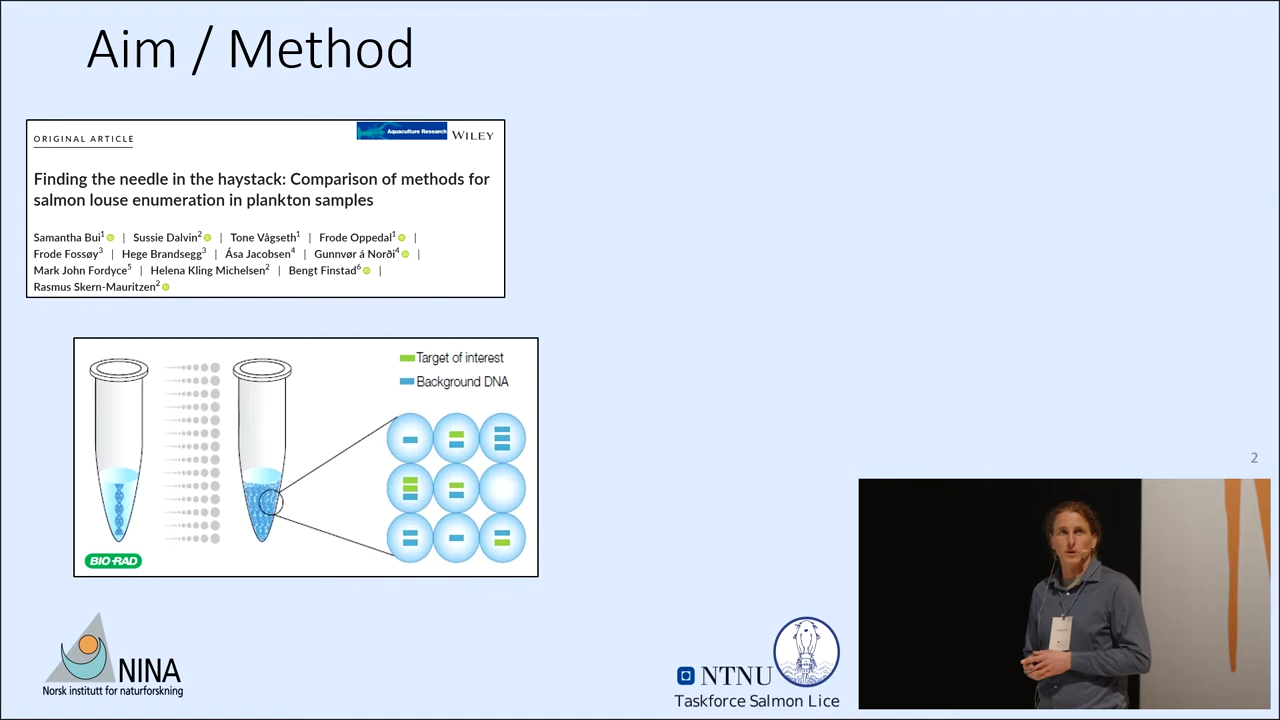 Aim / Method
ORIGINAL ARTICLE
Aquaculture Research WILEY
Finding the needle in the haystack: Comparison of methods for
salmon louse enumeration in plankton samples
Samantha Bui1 | Sussie Dalvin2 | Tone Vågseth1 | Frode Oppedal1 |
Frode Fossøy3 | Hege Brandsegg3 | Ása Jacobsen4 | Gunnvør á Norði4 |
Mark John Fordyce5 | Helena Kling Michelsen2 | Bengt Finstad6 |
Rasmus Skern-Mauritzen2
Target of interest
Background DNA
BIO-RAD
2
NINA
Norsk institutt for naturforskning
NTNU
Taskforce Salmon Lice